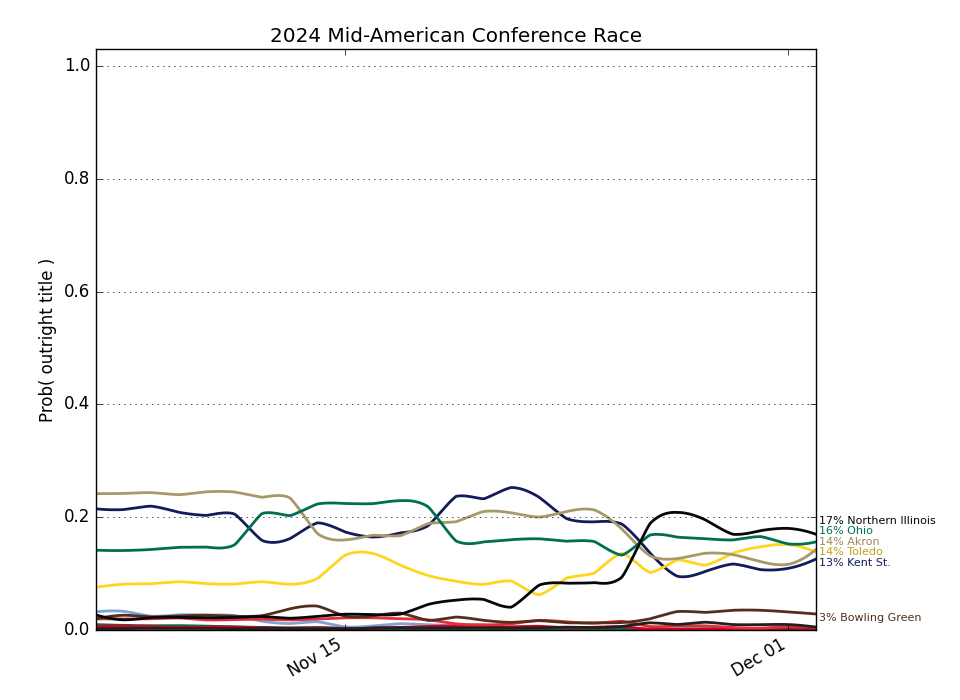 2024 Mid-American Conference Race
Prob( outright title )
1.0
0.8
0.6
0.4
0.2
0.0
Nov 15
Dec 01
17% Northern Illinois
16% Ohio
14% Akron
14% Toledo
13% Kent St.
3% Bowling Green